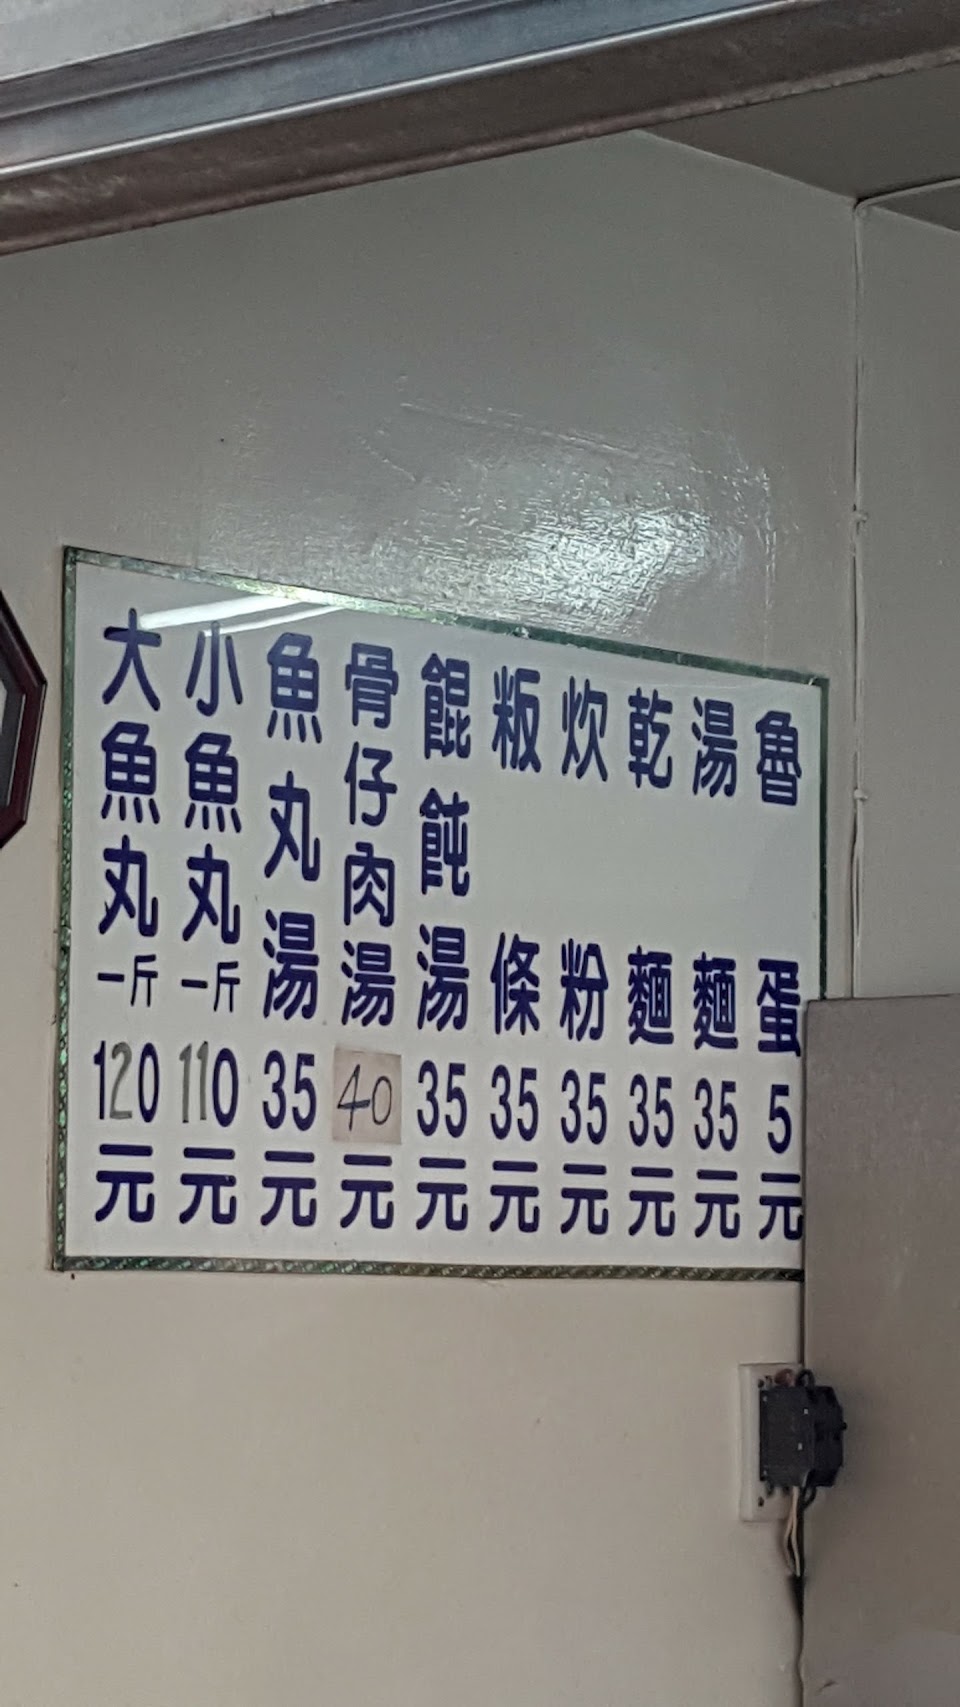 魯蛋5元
湯麵35元
乾麵35元
炊粉35元
粄條35元
餛飩湯35元
骨仔肉湯40元
魚丸湯35元
小魚丸一斤110元
大魚丸一斤120元